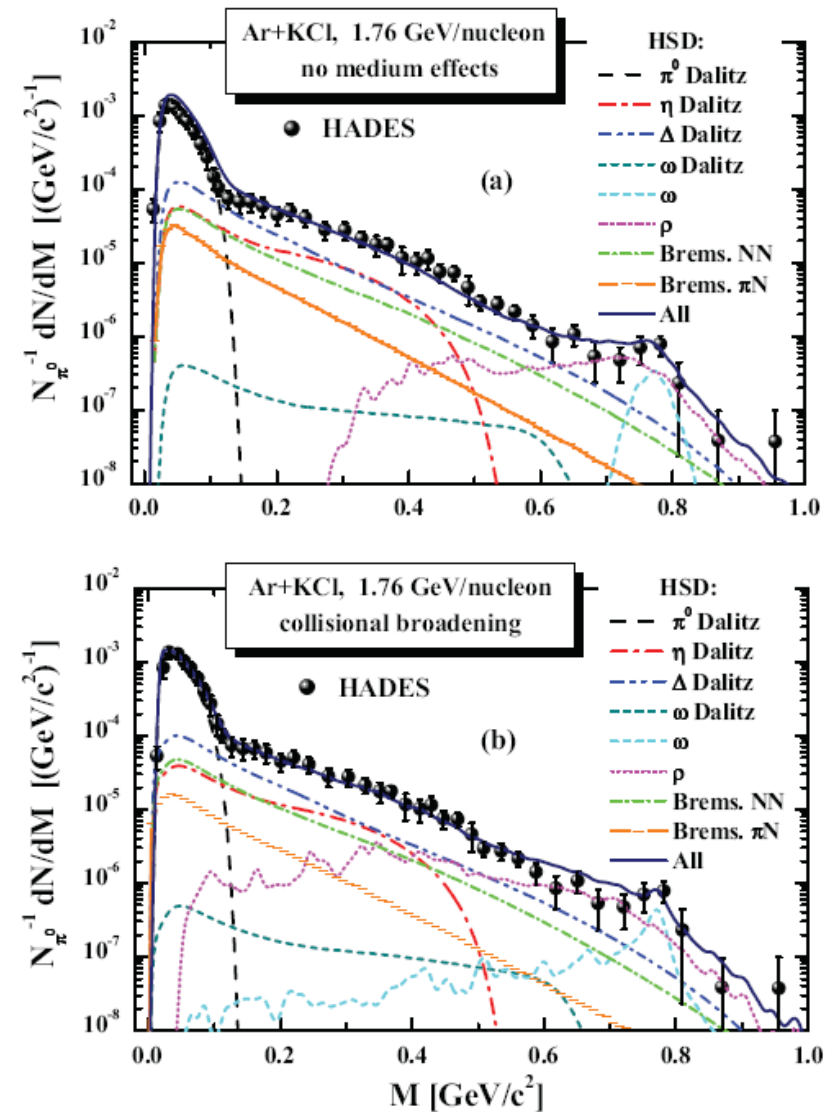 Ar+KCl, 1.76 GeV/nucleon
no medium effects
HADES
(a)
HSD:
π⁰ Dalitz
η Dalitz
Δ Dalitz
ω Dalitz
ω
ρ
Brems. NN
Brems. πN
All
N_π⁰⁻¹ dN/dM [(GeV/c²)⁻¹]
10⁻²
10⁻³
10⁻⁴
10⁻⁵
10⁻⁶
10⁻⁷
10⁻⁸
0.0 0.2 0.4 0.6 0.8 1.0
Ar+KCl, 1.76 GeV/nucleon
collisional broadening
HADES
(b)
HSD:
π⁰ Dalitz
η Dalitz
Δ Dalitz
ω Dalitz
ω
ρ
Brems. NN
Brems. πN
All
N_π⁰⁻¹ dN/dM [(GeV/c²)⁻¹]
10⁻²
10⁻³
10⁻⁴
10⁻⁵
10⁻⁶
10⁻⁷
10⁻⁸
0.0 0.2 0.4 0.6 0.8 1.0
M [GeV/c²]